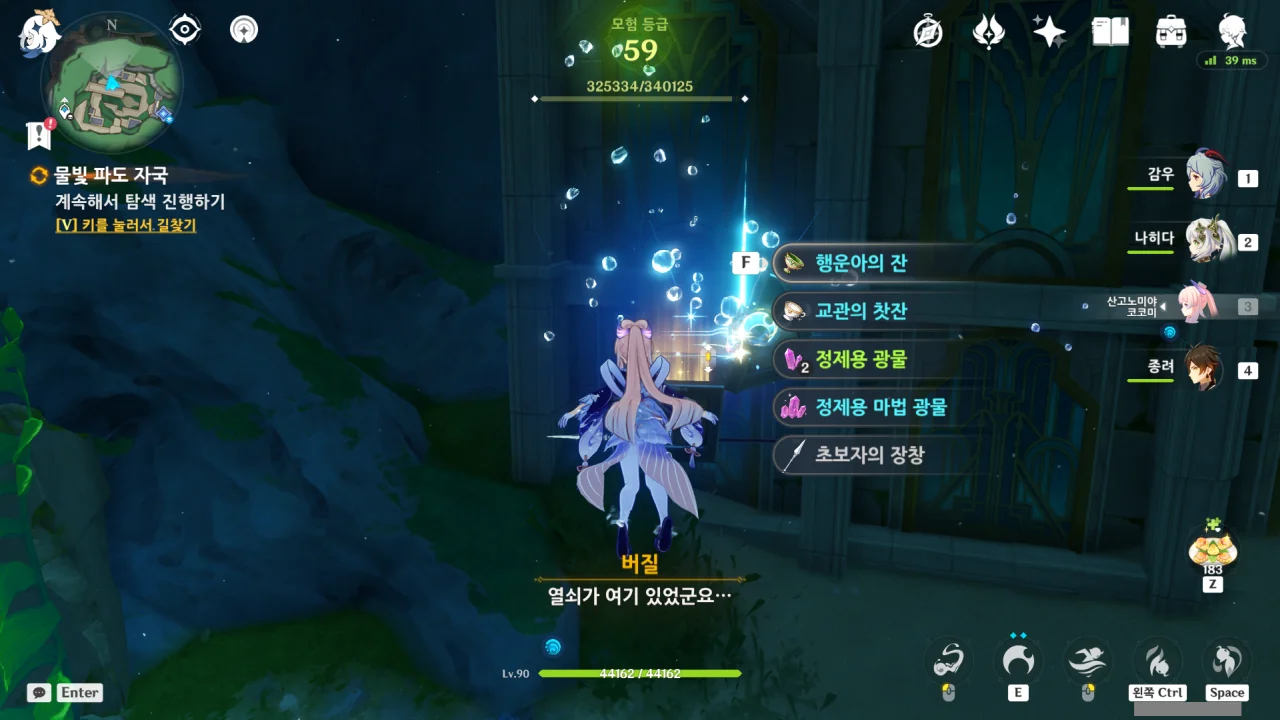 N
모험 등급
59
325334/340125
39 ms
물빛 파도 자국
계속해서 탐색 진행하기
[V] 키를 눌러서 길찾기
감우
1
나히다
2
산고노미야
코코미
3
종려
4
F
행운아의 잔
교관의 찻잔
2 정제용 광물
정제용 마법 광물
초보자의 장창
버질
열쇠가 여기 있었군요…
183
Z
Lv.90
44162 / 44162
Enter
E
왼쪽 Ctrl
Space